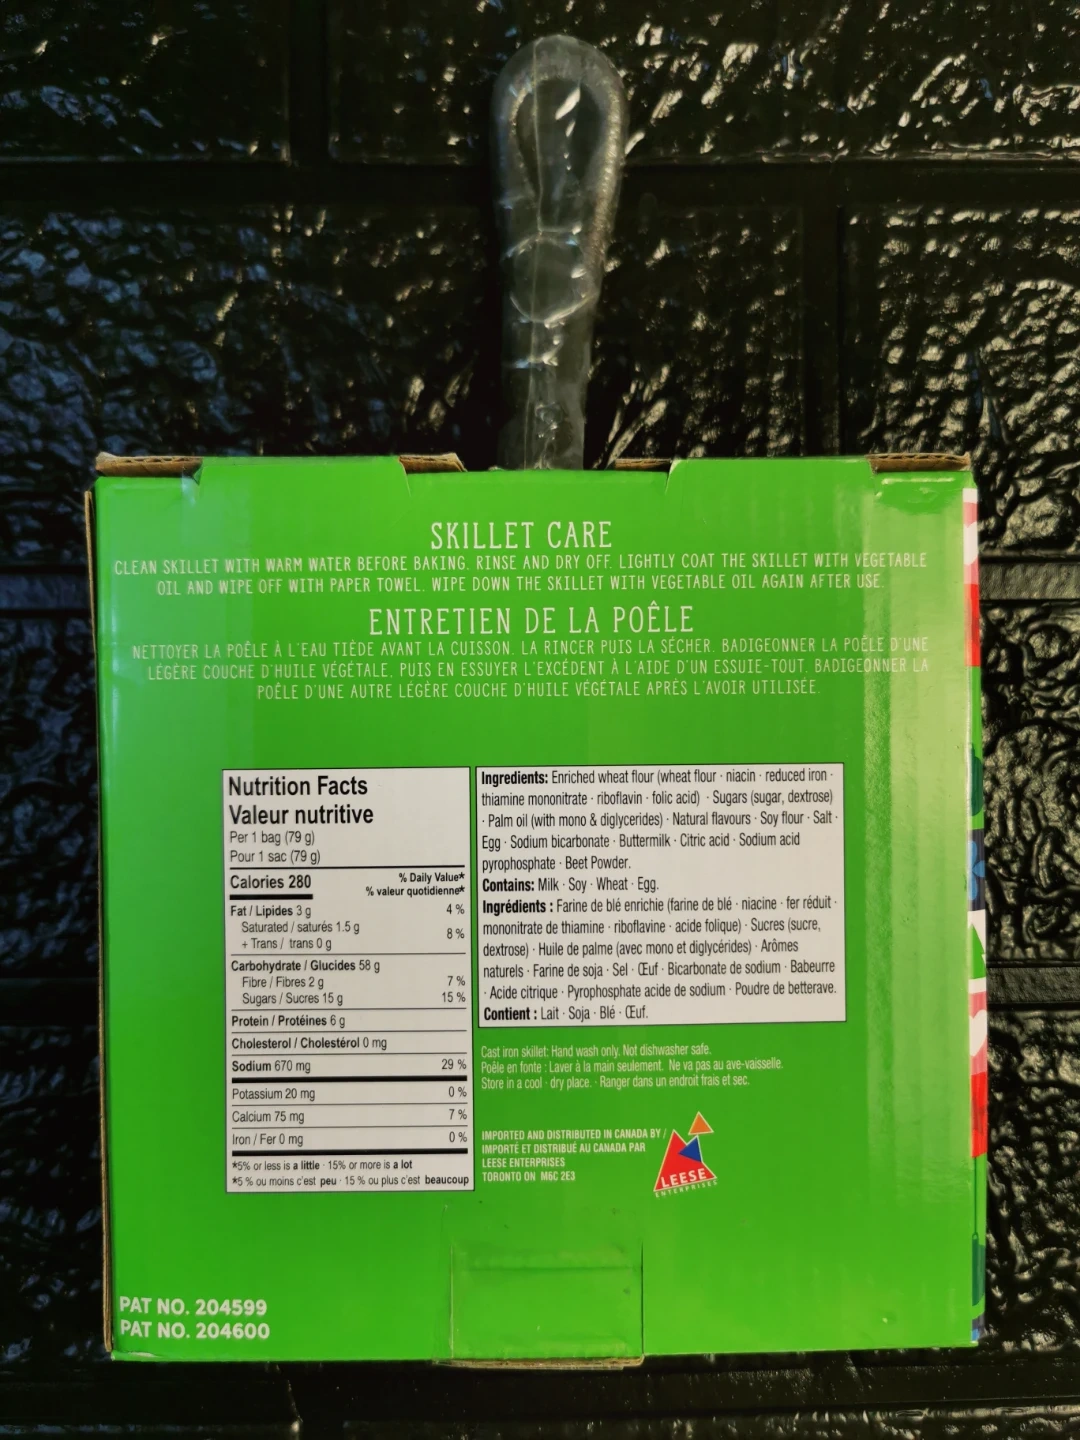 SKILLET CARE
CLEAN SKILLET WITH WARM WATER BEFORE BAKING. RINSE AND DRY OFF. LIGHTLY COAT THE SKILLET WITH VEGETABLE
OIL AND WIPE OFF WITH PAPER TOWEL. WIPE DOWN THE SKILLET WITH VEGETABLE OIL AGAIN AFTER USE.
ENTRETIEN DE LA POÊLE
NETTOYER LA POÊLE À L'EAU TIÈDE AVANT LA CUISSON. LA RINCER PUIS LA SÉCHER. BADIGEONNER LA POÊLE D'UNE
LÉGÈRE COUCHE D'HUILE VÉGÉTALE, PUIS EN ESSUYER L'EXCÉDENT À L'AIDE D'UN ESSUIE-TOUT. BADIGEONNER LA
POÊLE D'UNE AUTRE LÉGÈRE COUCHE D'HUILE VÉGÉTALE APRÈS L'AVOIR UTILISÉE.
Nutrition Facts
Valeur nutritive
Per 1 bag (79 g)
Pour 1 sac (79 g)
Calories 280
% Daily Value*
% valeur quotidienne*
Fat / Lipides 3 g 4 %
Saturated / saturés 1.5 g
+ Trans / trans 0 g 8 %
Carbohydrate / Glucides 58 g
Fibre / Fibres 2 g 7 %
Sugars / Sucres 15 g 15 %
Protein / Protéines 6 g
Cholesterol / Cholestérol 0 mg
Sodium 670 mg 29 %
Potassium 20 mg 0 %
Calcium 75 mg 7 %
Iron / Fer 0 mg 0 %
*5% or less is a little · 15% or more is a lot
*5 % ou moins c'est peu · 15 % ou plus c'est beaucoup
Ingredients: Enriched wheat flour (wheat flour · niacin · reduced iron ·
thiamine mononitrate · riboflavin · folic acid) · Sugars (sugar, dextrose)
· Palm oil (with mono & diglycerides) · Natural flavours · Soy flour · Salt ·
Egg · Sodium bicarbonate · Buttermilk · Citric acid · Sodium acid
pyrophosphate · Beet Powder.
Contains: Milk · Soy · Wheat · Egg.
Ingrédients : Farine de blé enrichie (farine de blé · niacine · fer réduit ·
mononitrate de thiamine · riboflavine · acide folique) · Sucres (sucre,
dextrose) · Huile de palme (avec mono et diglycérides) · Arômes
naturels · Farine de soja · Sel · Œuf · Bicarbonate de sodium · Babeurre
· Acide citrique · Pyrophosphate acide de sodium · Poudre de betterave.
Contient : Lait · Soja · Blé · Œuf.
Cast iron skillet: Hand wash only. Not dishwasher safe.
Poêle en fonte : Laver à la main seulement. Ne va pas au ave-vaisselle.
Store in a cool · dry place. · Ranger dans un endroit frais et sec.
IMPORTED AND DISTRIBUTED IN CANADA BY /
IMPORTÉ ET DISTRIBUÉ AU CANADA PAR
LEESE ENTERPRISES
TORONTO ON M6C 2E3
LEESE
ENTERPRISES
PAT NO. 204599
PAT NO. 204600